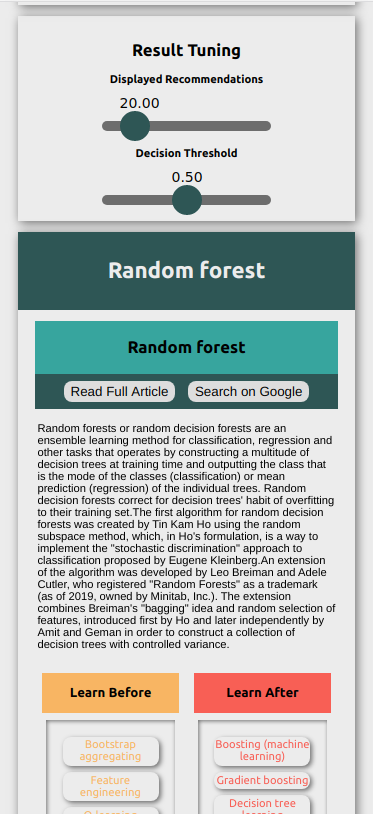 Result Tuning
Displayed Recommendations
20.00
Decision Threshold
0.50
Random forest
Random forest
Read Full Article
Search on Google
Random forests or random decision forests are an
ensemble learning method for classification, regression and
other tasks that operates by constructing a multitude of
decision trees at training time and outputting the class that
is the mode of the classes (classification) or mean
prediction (regression) of the individual trees. Random
decision forests correct for decision trees' habit of overfitting
to their training set.The first algorithm for random decision
forests was created by Tin Kam Ho using the random
subspace method, which, in Ho's formulation, is a way to
implement the "stochastic discrimination" approach to
classification proposed by Eugene Kleinberg.An extension
of the algorithm was developed by Leo Breiman and Adele
Cutler, who registered "Random Forests" as a trademark
(as of 2019, owned by Minitab, Inc.). The extension
combines Breiman's "bagging" idea and random selection of
features, introduced first by Ho and later independently by
Amit and Geman in order to construct a collection of
decision trees with controlled variance.
Learn Before
Bootstrap
aggregating
Feature
engineering
Learn After
Boosting (machine
learning)
Gradient boosting
Decision tree
learning